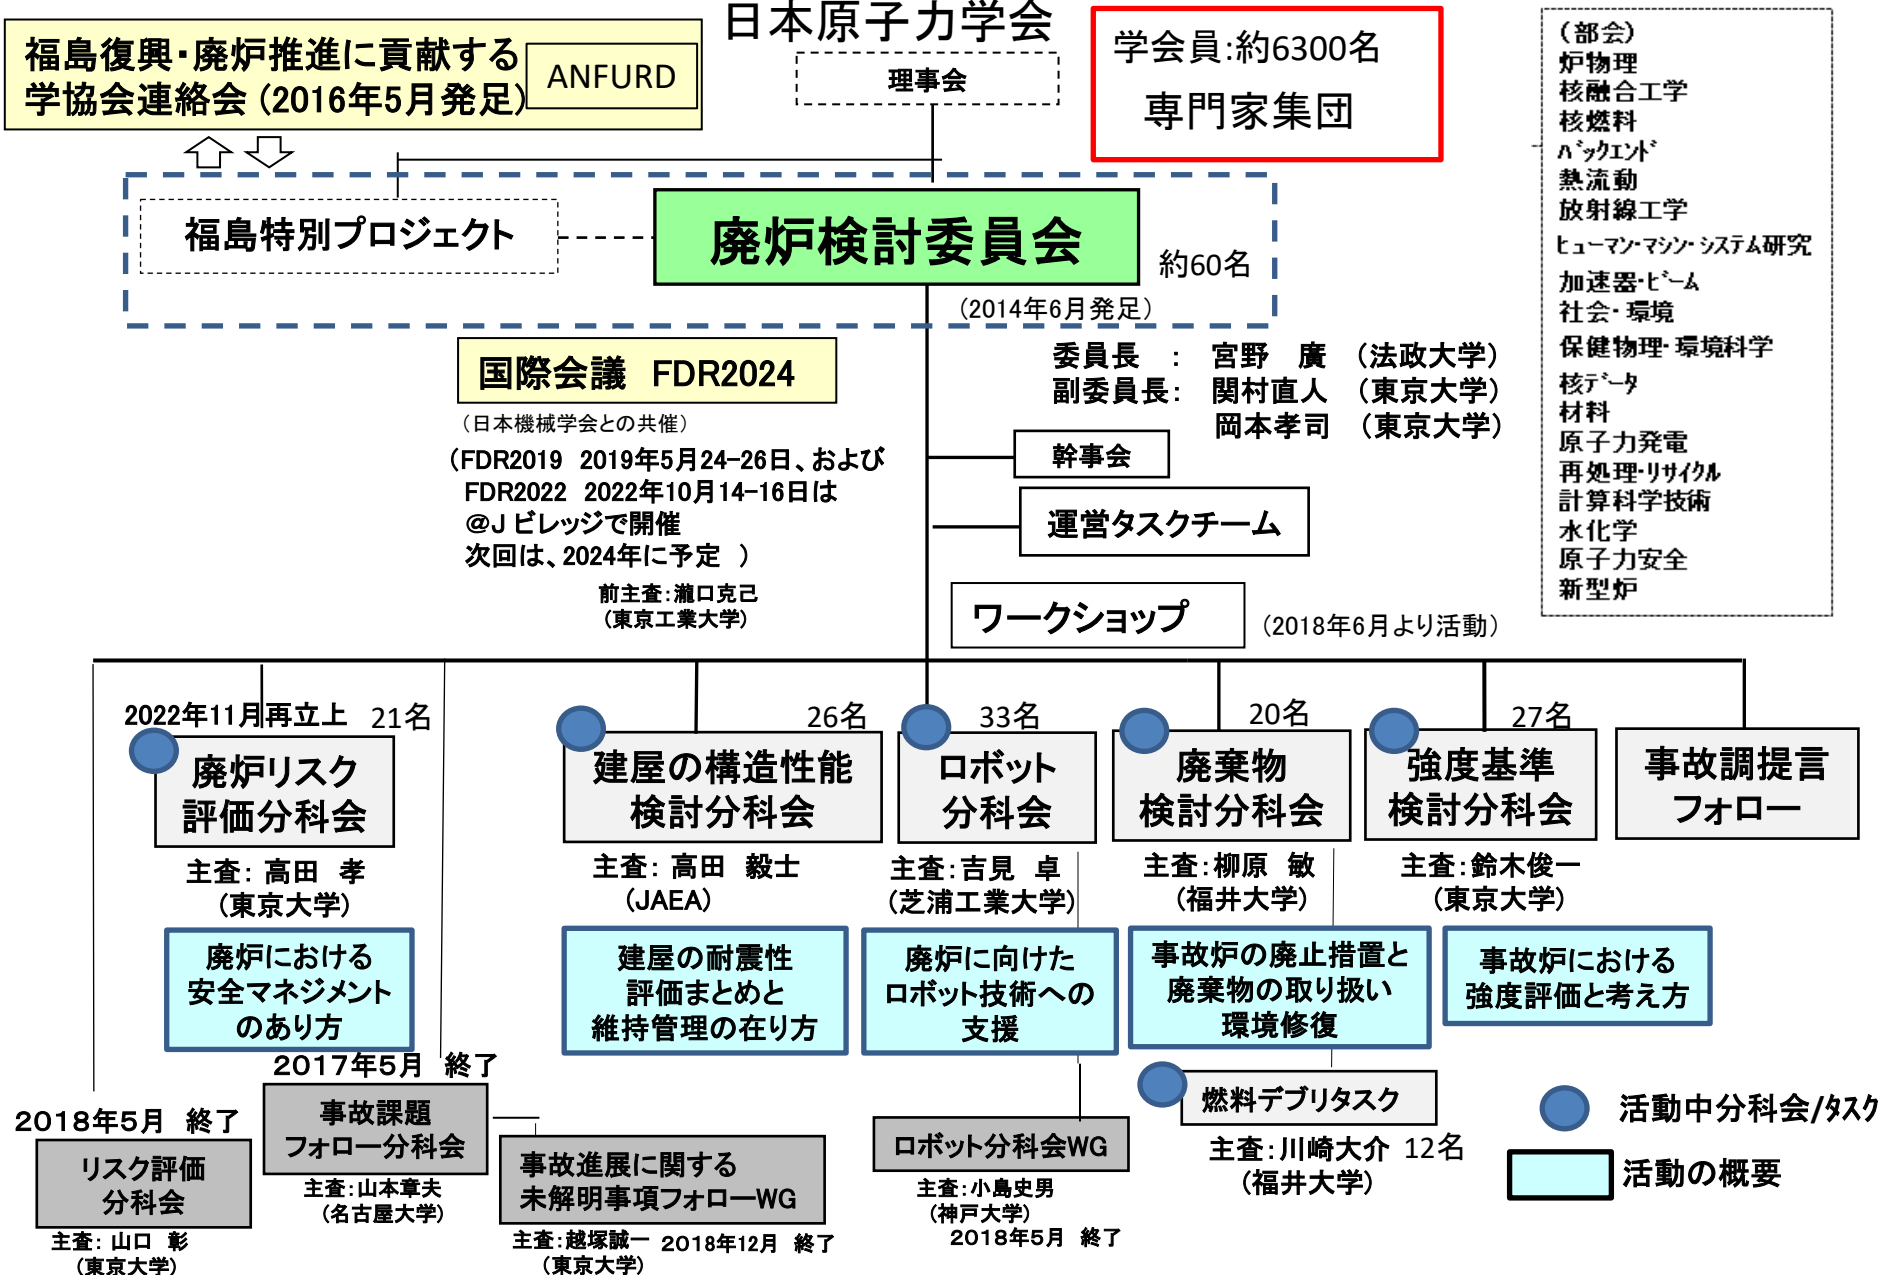 日本原子力学会
福島復興・廃炉推進に貢献する
学協会連絡会 (2016年5月発足)
ANFURD
理事会
学会員:約6300名
専門家集団
（部会）
炉物理
核融合工学
核燃料
バックエンド
熱流動
放射線工学
ヒューマン・マシン・システム研究
加速器・ビーム
社会・環境
保健物理・環境科学
核データ
材料
原子力発電
再処理・リサイクル
計算科学技術
水化学
原子力安全
新型炉
福島特別プロジェクト
廃炉検討委員会
約60名
（2014年6月発足）
国際会議　FDR2024
（日本機械学会との共催）
（FDR2019　2019年5月24-26日、および
FDR2022　2022年10月14-16日は
＠Jビレッジで開催
次回は、2024年に予定　）
委員長　：　宮野　廣　（法政大学）
副委員長：　関村直人　（東京大学）
岡本孝司　（東京大学）
幹事会
運営タスクチーム
前主査：瀧口克己
（東京工業大学）
ワークショップ
（2018年6月より活動）
2022年11月再立上
21名
廃炉リスク
評価分科会
主査：高田　孝
（東京大学）
廃炉における
安全マネジメント
のあり方
26名
建屋の構造性能
検討分科会
主査：高田　毅士
（JAEA）
建屋の耐震性
評価まとめと
維持管理の在り方
33名
ロボット
分科会
主査：吉見　卓
（芝浦工業大学）
廃炉に向けた
ロボット技術への
支援
20名
廃棄物
検討分科会
主査：柳原　敏
（福井大学）
事故炉の廃止措置と
廃棄物の取り扱い
環境修復
27名
強度基準
検討分科会
主査：鈴木俊一
（東京大学）
事故炉における
強度評価と考え方
事故調提言
フォロー
2018年5月　終了
リスク評価
分科会
主査：山口　彰
（東京大学）
2017年5月　終了
事故課題
フォロー分科会
主査：山本章夫
（名古屋大学）
事故進展に関する
未解明事項フォローWG
主査：越塚誠一　2018年12月　終了
（東京大学）
ロボット分科会WG
主査：小島史男
（神戸大学）
2018年5月　終了
燃料デブリタスク
主査：川崎大介　12名
（福井大学）
活動中分科会/タスク
活動の概要